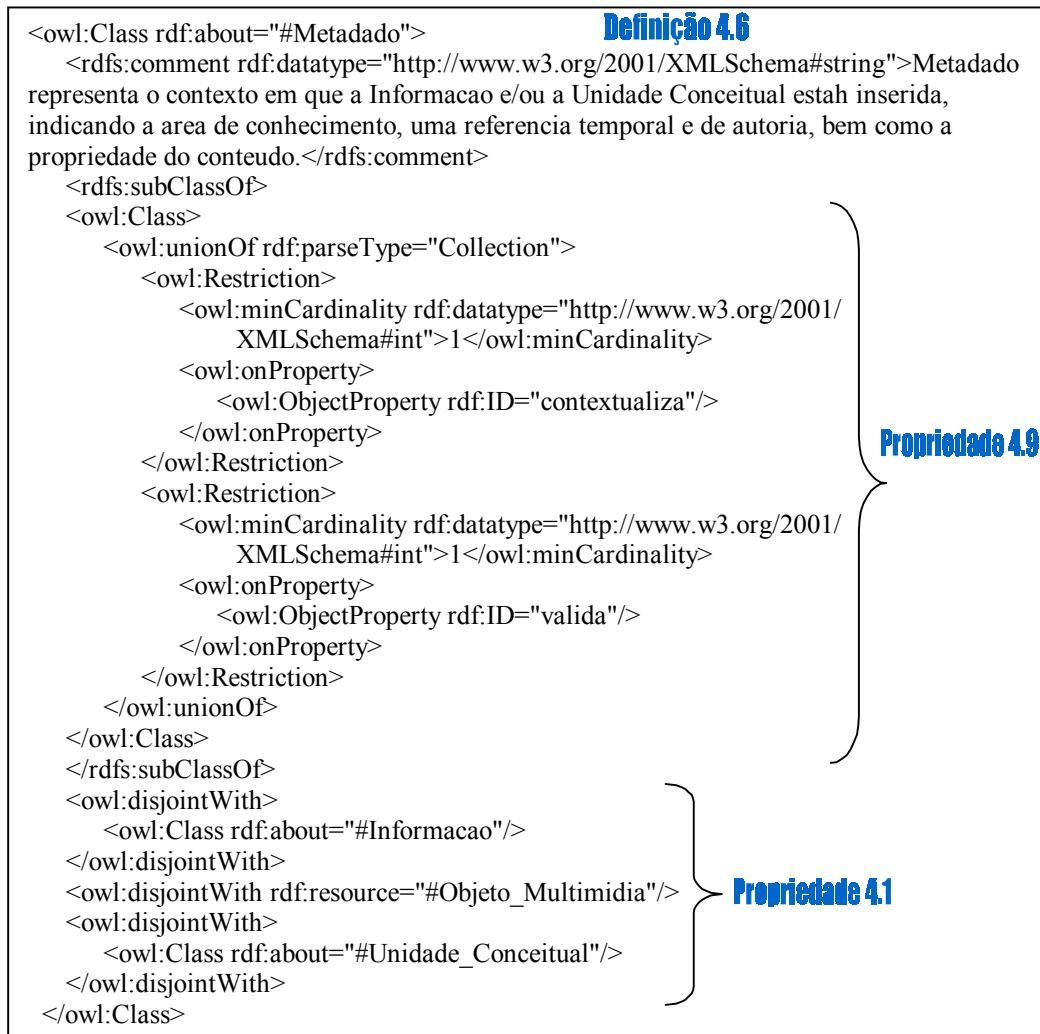 <owl:Class rdf:about="#Metadado"> Definição 4.6
<rdfs:comment rdf:datatype="http://www.w3.org/2001/XMLSchema#string">Metadado
representa o contexto em que a Informacao e/ou a Unidade Conceitual estah inserida,
indicando a area de conhecimento, uma referencia temporal e de autoria, bem como a
propriedade do conteudo.</rdfs:comment>
<rdfs:subClassOf>
<owl:Class>
<owl:unionOf rdf:parseType="Collection">
<owl:Restriction>
<owl:minCardinality rdf:datatype="http://www.w3.org/2001/
XMLSchema#int">1</owl:minCardinality>
<owl:onProperty>
<owl:ObjectProperty rdf:ID="contextualiza"/>
</owl:onProperty>
Propriedade 4.9
</owl:Restriction>
<owl:Restriction>
<owl:minCardinality rdf:datatype="http://www.w3.org/2001/
XMLSchema#int">1</owl:minCardinality>
<owl:onProperty>
<owl:ObjectProperty rdf:ID="valida"/>
</owl:onProperty>
</owl:Restriction>
</owl:unionOf>
</owl:Class>
</rdfs:subClassOf>
<owl:disjointWith>
<owl:Class rdf:about="#Informacao"/>
</owl:disjointWith>
<owl:disjointWith rdf:resource="#Objeto_Multimidia"/> Propriedade 4.1
<owl:disjointWith>
<owl:Class rdf:about="#Unidade_Conceitual"/>
</owl:disjointWith>
</owl:Class>